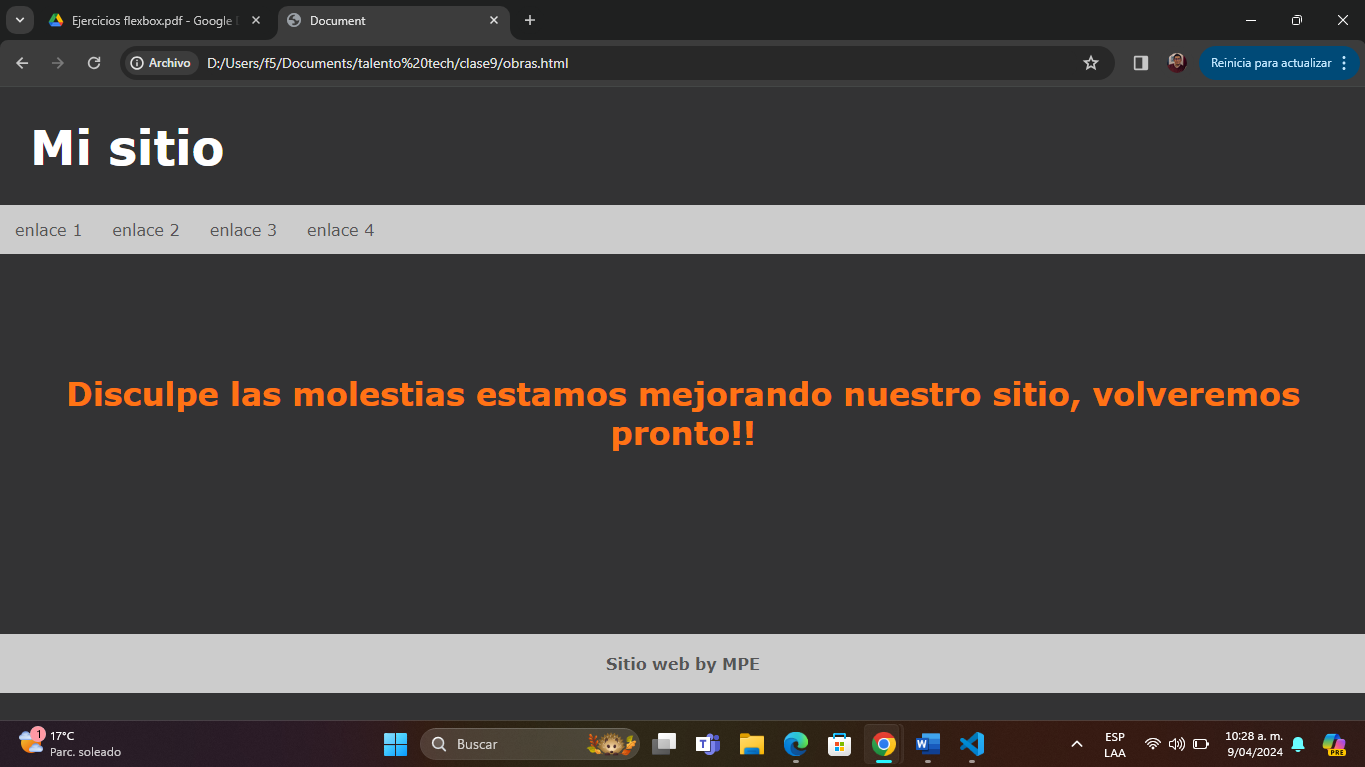 Ejercicios flexbox.pdf - Google
Document
Archivo
D:/Users/f5/Documents/talento%20tech/clase9/obras.html
Reinicia para actualizar
Mi sitio
enlace 1 enlace 2 enlace 3 enlace 4
Disculpe las molestias estamos mejorando nuestro sitio, volveremos
pronto!!
Sitio web by MPE
1
17°C
Parc. soleado
Buscar
ESP
LAA
10:28 a. m.
9/04/2024
PRE